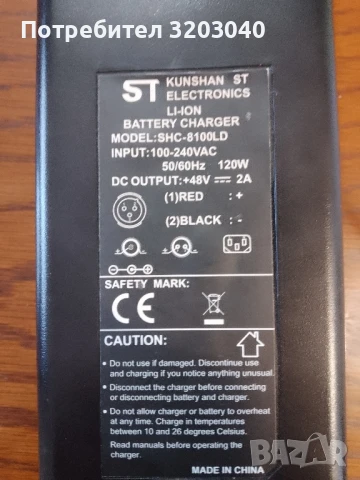 Потребител 3203040
ST KUNSHAN ST
ELECTRONICS
LI-ION
BATTERY CHARGER
MODEL:SHC-8100LD
INPUT:100-240VAC
50/60Hz 120W
DC OUTPUT:+48V ⎓ 2A
(1)RED : +
(2)BLACK : -
SAFETY MARK:
CE
CAUTION:
• Do not use if damaged. Discontinue use
and charging if you notice anything unusual.
• Disconnect the charger before connecting
or disconnecting battery and charger.
• Do not allow charger or battery to overheat
at any time. Charge in temperatures
between 10 and 26 degrees Celsius.
Read manuals before operating the
charger.
MADE IN CHINA
BAZAR